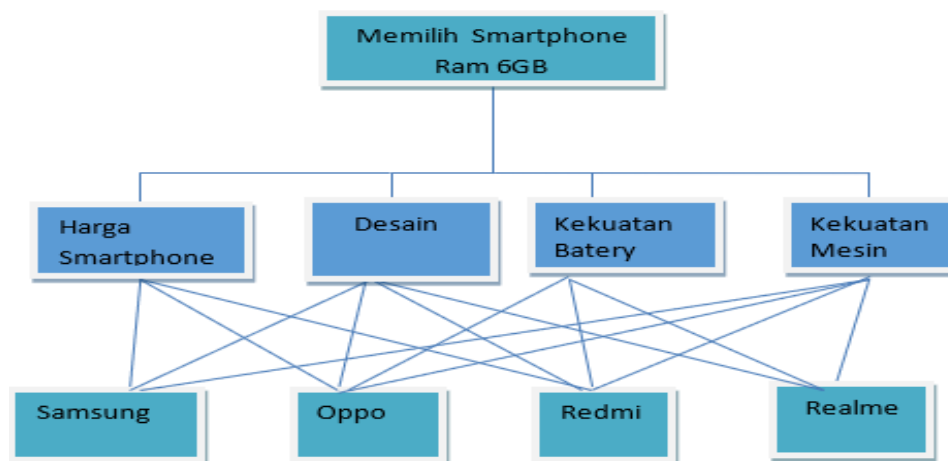 Memilih Smartphone
Ram 6GB
Harga
Smartphone
Desain
Kekuatan
Batery
Kekuatan
Mesin
Samsung
Oppo
Redmi
Realme